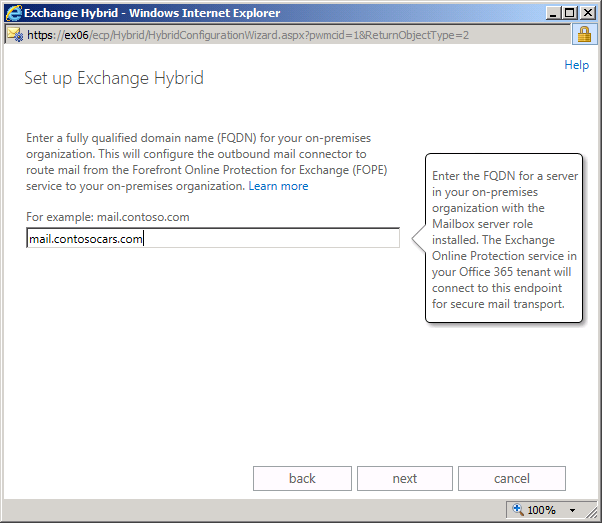 Exchange Hybrid - Windows Internet Explorer
https://ex06/ecp/Hybrid/HybridConfigurationWizard.aspx?pwmcid=1&ReturnObjectType=2
Help
Set up Exchange Hybrid
Enter a fully qualified domain name (FQDN) for your on-premises
organization. This will configure the outbound mail connector to
route mail from the Forefront Online Protection for Exchange (FOPE)
service to your on-premises organization. Learn more
For example: mail.contoso.com
mail.contosocars.com
Enter the FQDN for a server
in your on-premises
organization with the
Mailbox server role
installed. The Exchange
Online Protection service in
your Office 365 tenant will
connect to this endpoint
for secure mail transport.
back
next
cancel
100%